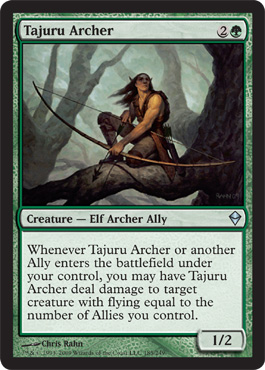 Tajuru Archer 2
Creature — Elf Archer Ally
Whenever Tajuru Archer or another
Ally enters the battlefield under
your control, you may have Tajuru
Archer deal damage to target
creature with flying equal to the
number of Allies you control.
Chris Rahn
1/2